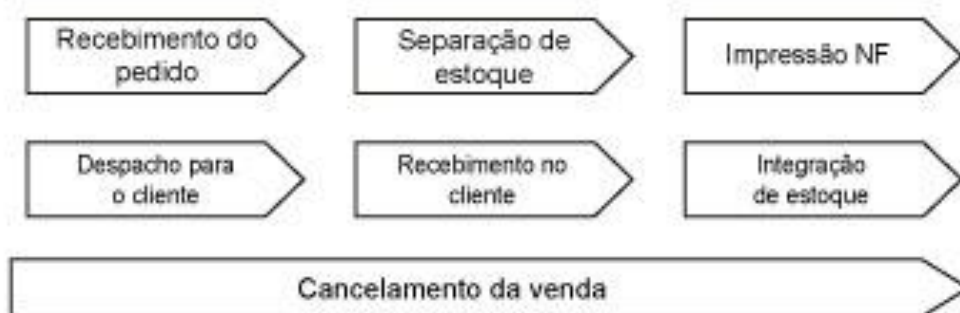 Recebimento do
pedido
Separação de
estoque
Impressão NF
Despacho para
o cliente
Recebimento no
cliente
Integração
de estoque
Cancelamento da venda